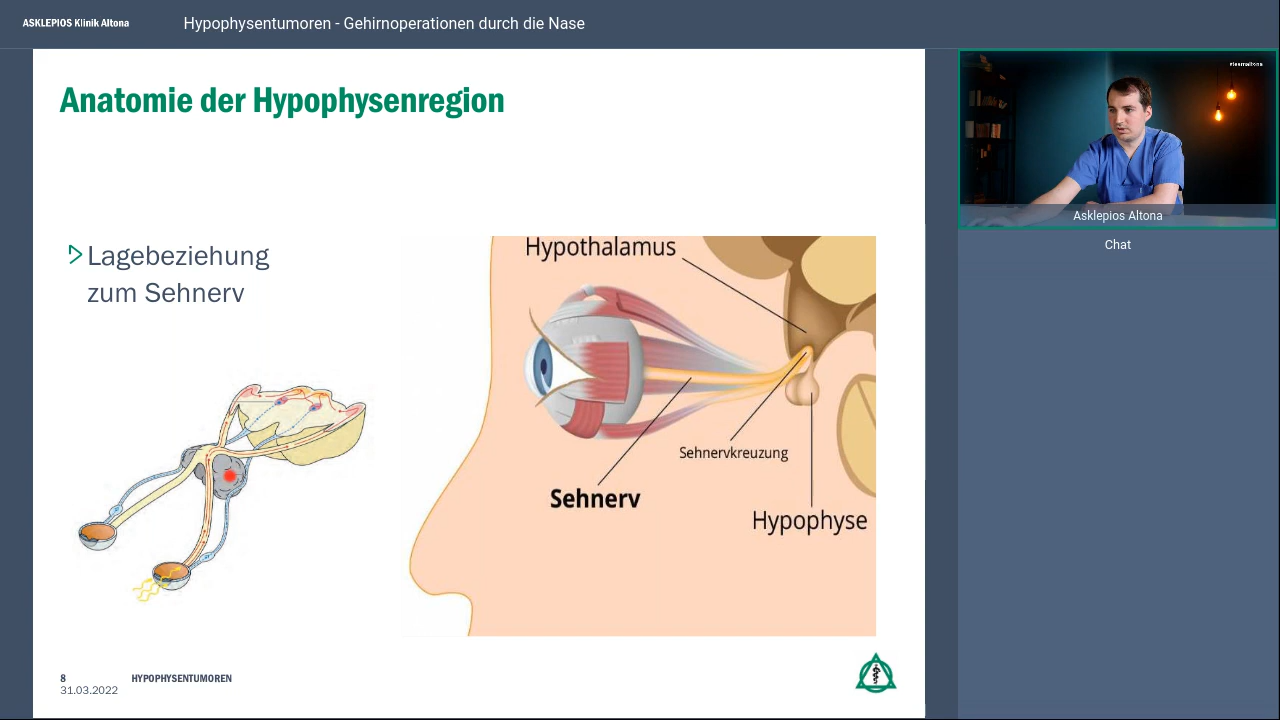 ASKLEPIOS Klinik Altona
Hypophysentumoren - Gehirnoperationen durch die Nase
Anatomie der Hypophysenregion
Lagebeziehung
zum Sehnerv
Hypothalamus
Sehnervkreuzung
Sehnerv
Hypophyse
8 HYPOPHYSENTUMOREN
31.03.2022
#teamaltona
Asklepios Altona
Chat